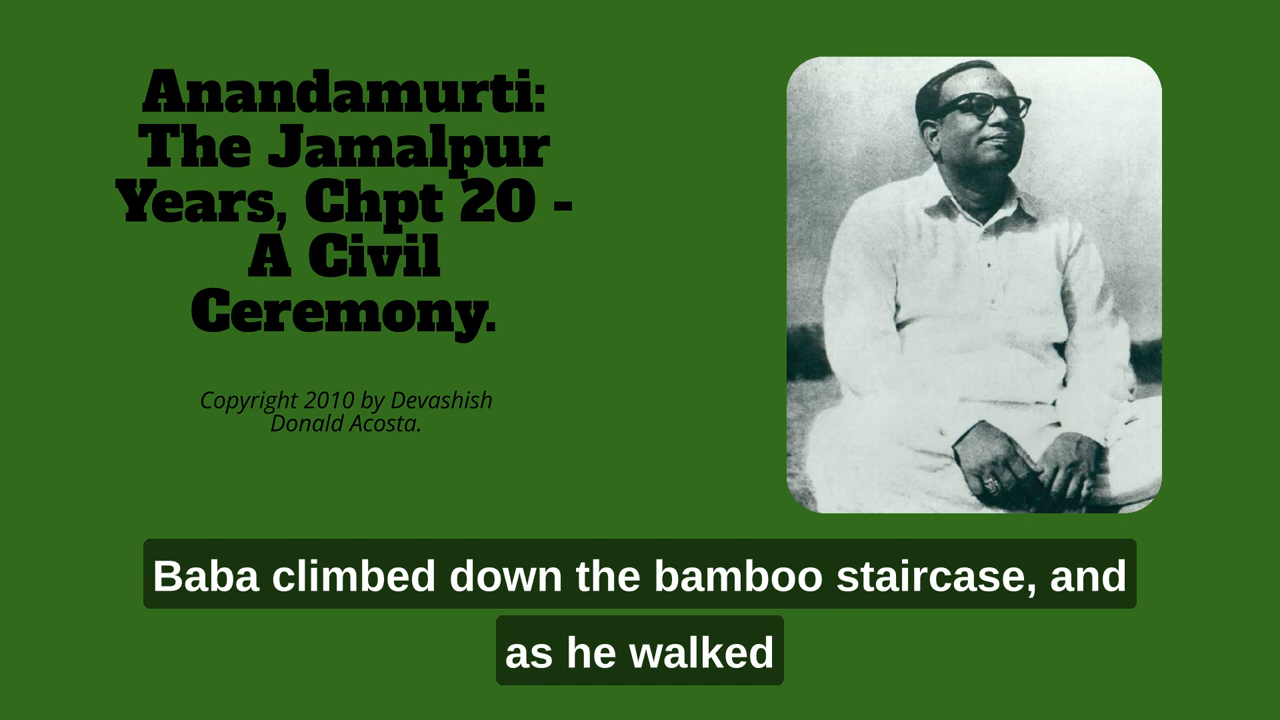 Anandamurti:
The Jamalpur
Years, Chpt 20 -
A Civil
Ceremony.
Copyright 2010 by Devashish
Donald Acosta.
Baba climbed down the bamboo staircase, and
as he walked